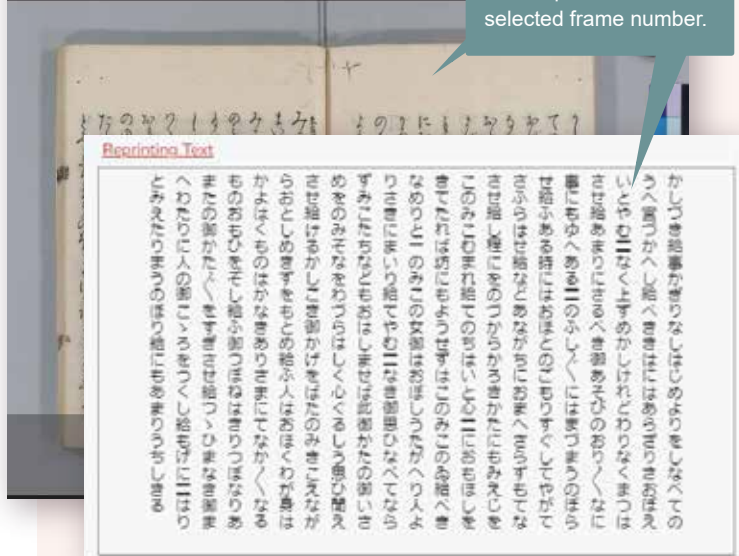 selected frame number.
Reprinting Text
かしづき給事かぎりなしはじめよりをしなべての
うへ宮づかへし給へききはにはあらざりきおぼえ
いとやむ二なく上ずめかしけれどわりなくまつは
させ給あまりにさるへき御あそびのおり〳〵なに
事にもゆへある二のふし〳〵にはまづまうのぼら
せ給ふある時にはおほとのごもりすぐしてやがて
さふらはせ給などあながちにおまへさらずもてな
させ給し程にをのづからかろきかたにもみえじを
このみこむまれ給てのちはいと心二におもほしを
きてたれば坊にもようせずはこのみこのゐ給へき
なめりと一のみこの女御はおぼしうたがへり人よ
りさきにまいり給てやむ二なき御思ひなべてなら
ずみこたちなどもおはしませば此御かたの御いさ
めをのみそなをわづらはしく心ぐるしう思ひ聞え
させ給けるかしこき御かげをばたのみきこえなが
らおとしめきずをもとめ給ふ人はおほくわが身は
かよはくものはかなきありさまにてなか〳〵なる
ものおもひをそし給ふ御つぼねはきりつぼなりあ
またの御かた〳〵をすぎさせ給つゝひまなき御ま
へわたりに人の御こゝろをつくし給もげに二はり
とみえたりまうのぼり給にもあまりうちしきる